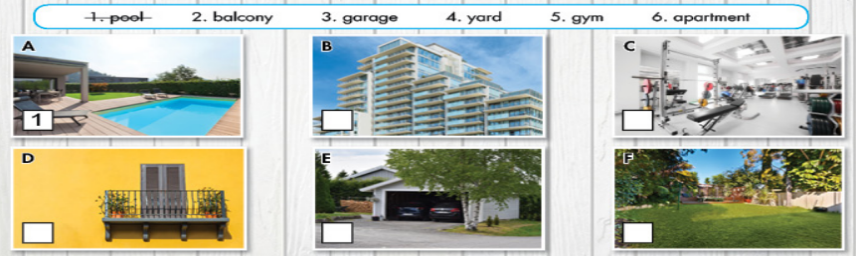 1. pool 2. balcony 3. garage 4. yard 5. gym 6. apartment
A B C
1
D E F